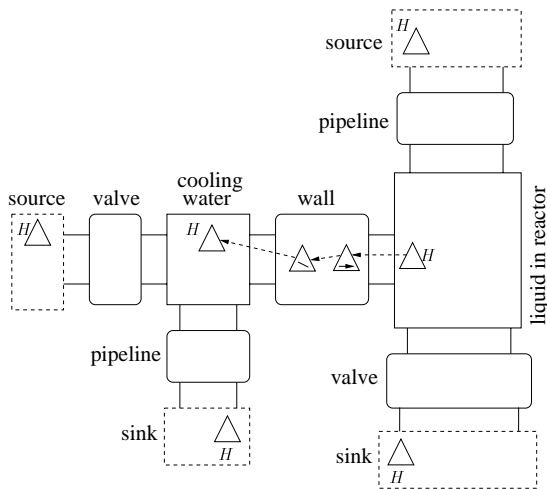 H
source
pipeline
cooling
source
valve
water
wall
H
H
H
liquid in reactor
pipeline
valve
sink
H
sink
H